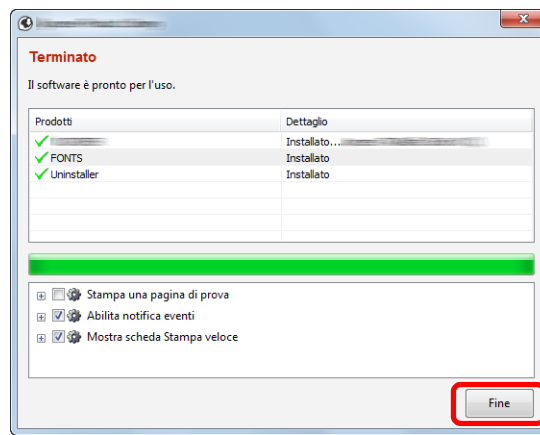 Terminato
Il software è pronto per l'uso.
Prodotti Dettaglio
Installato...
FONTS Installato
Uninstaller Installato
Stampa una pagina di prova
Abilita notifica eventi
Mostra scheda Stampa veloce
Fine